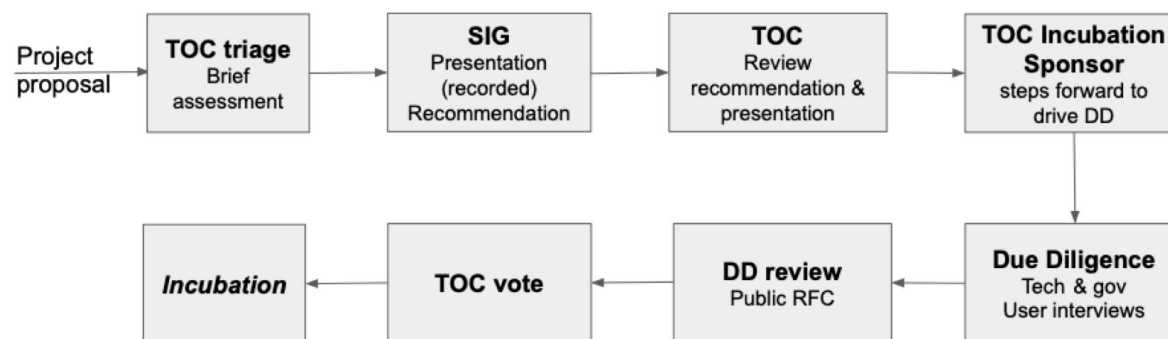 Project
proposal
TOC triage
Brief
assessment
SIG
Presentation
(recorded)
Recommendation
TOC
Review
recommendation &
presentation
TOC Incubation
Sponsor
steps forward to
drive DD
Incubation
TOC vote
DD review
Public RFC
Due Diligence
Tech & gov
User interviews